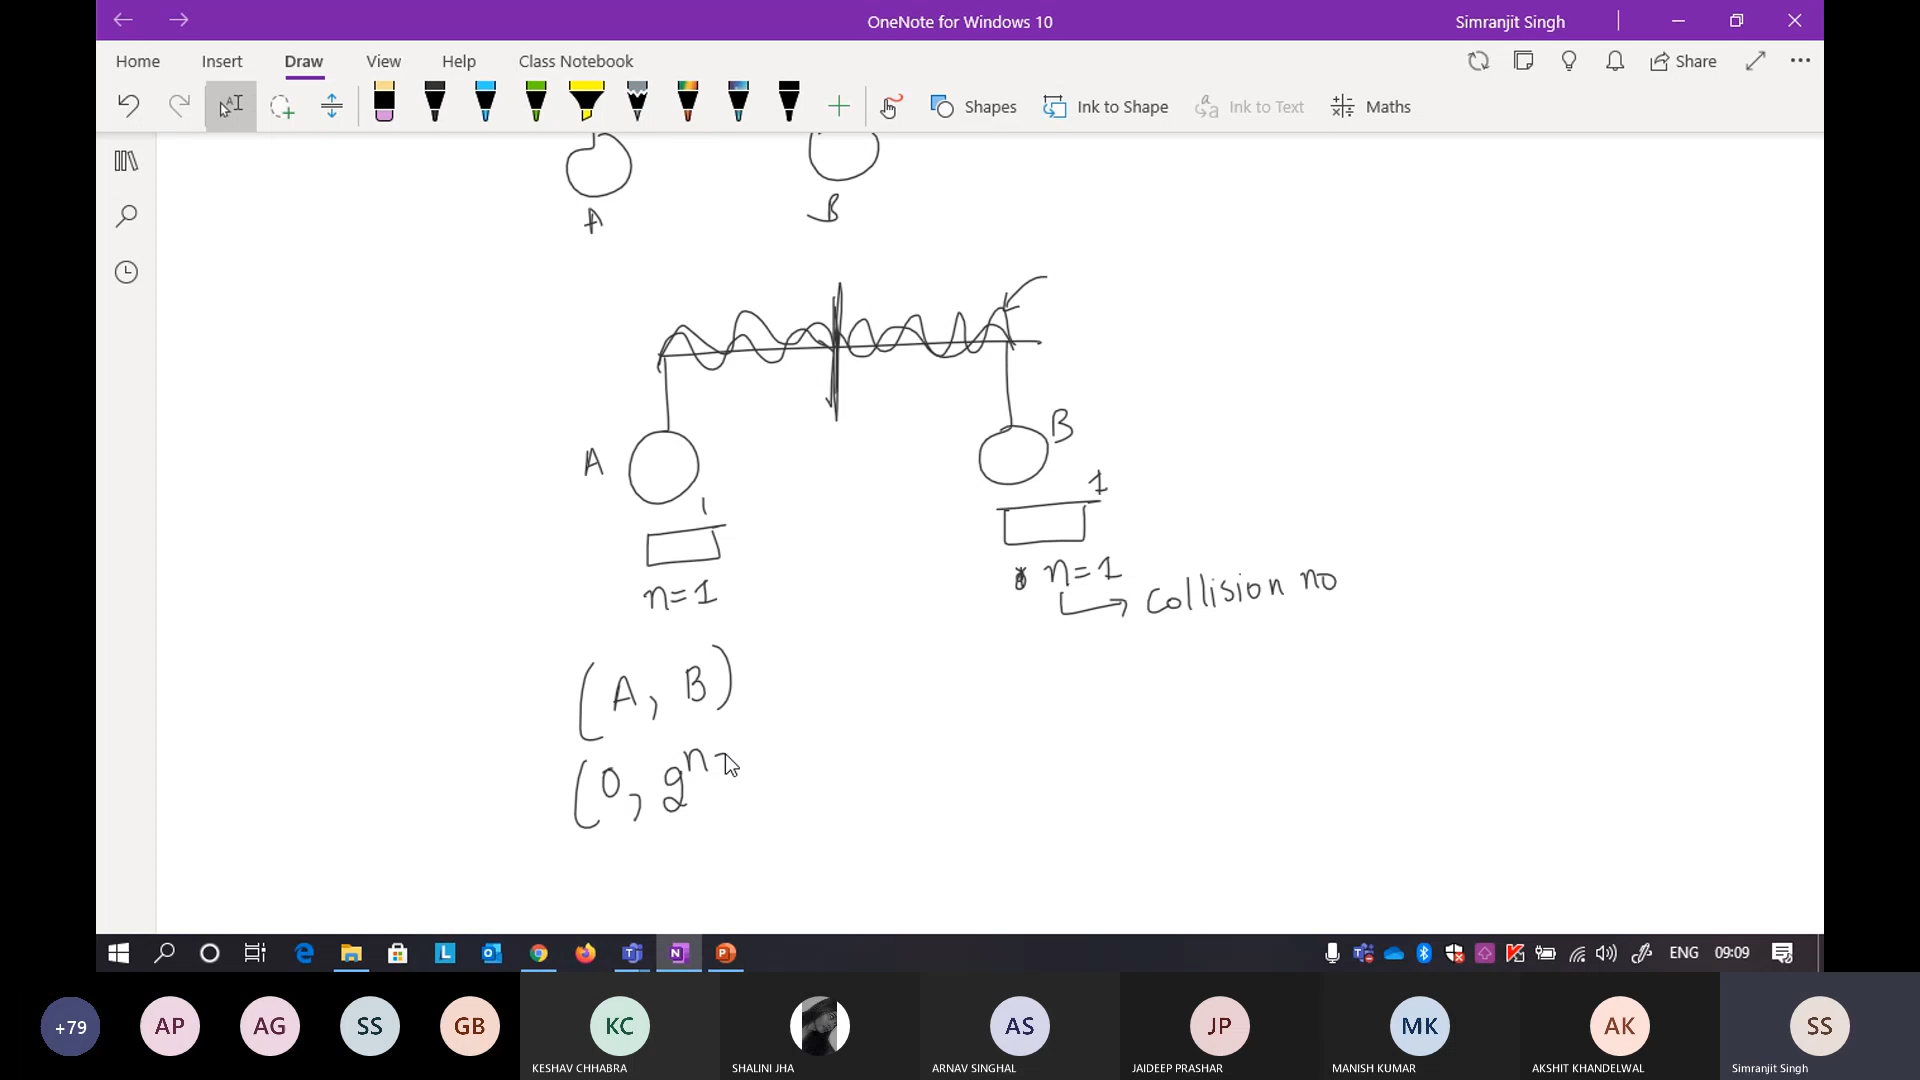 OneNote for Windows 10
Simranjit Singh
Home
Insert
Draw
View
Help
Class Notebook
Share
Shapes
Ink to Shape
Ink to Text
Maths
A
B
A
B
1
1
n=1
n=1
Collision no
(A, B)
(0, 2^n
ENG
09:09
+79
AP
AG
SS
GB
KC
AS
JP
MK
AK
SS
KESHAV CHHABRA
SHALINI JHA
ARNAV SINGHAL
JAIDEEP PRASHAR
MANISH KUMAR
AKSHIT KHANDELWAL
Simranjit Singh